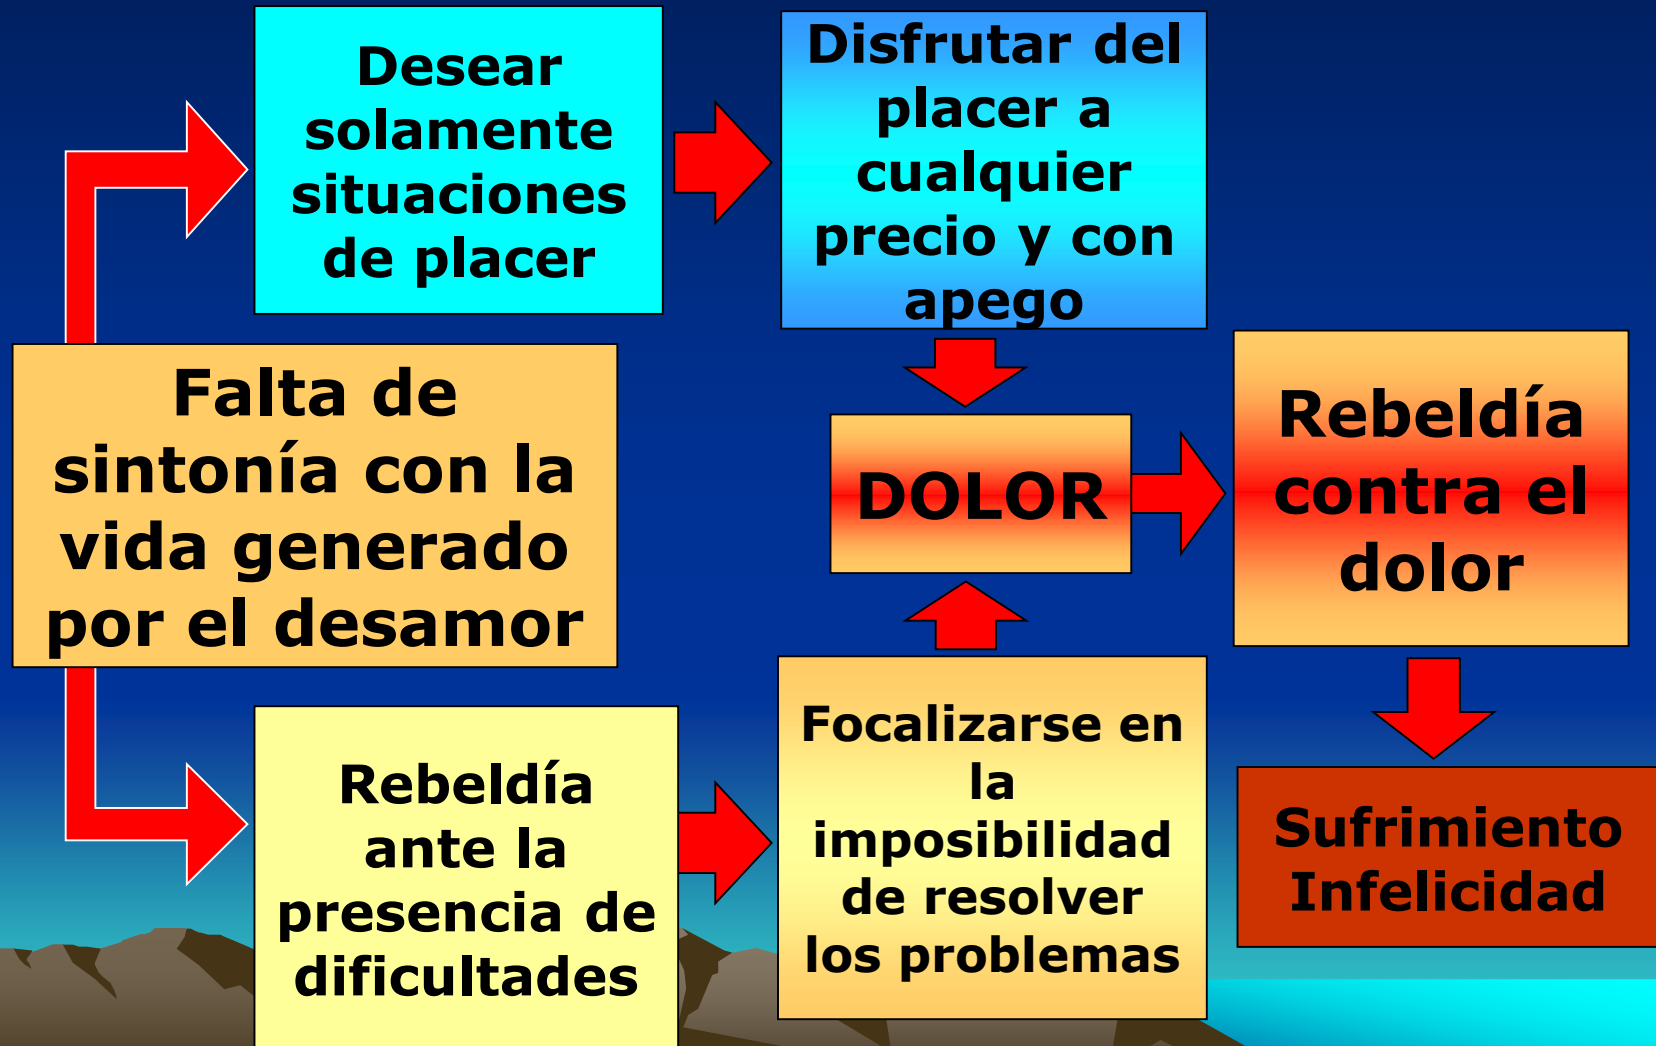 Desear
solamente
situaciones
de placer
Disfrutar del
placer a
cualquier
precio y con
apego
Falta de
sintonía con la
vida generado
por el desamor
DOLOR
Rebeldía
contra el
dolor
Rebeldía
ante la
presencia de
dificultades
Focalizarse en
la
imposibilidad
de resolver
los problemas
Sufrimiento
Infelicidad